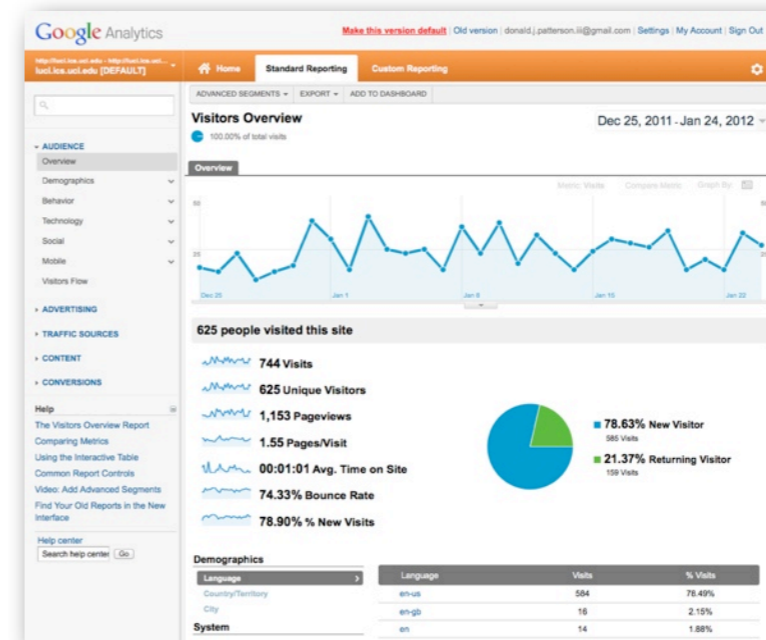 Google Analytics
Make this version default | Old version | donald.j.patterson.iii@gmail.com | Settings | My Account | Sign Out
http://luci.ics.uci.edu - http://luci.ics.uci...
luci.ics.uci.edu [DEFAULT]
Home Standard Reporting Custom Reporting
ADVANCED SEGMENTS EXPORT ADD TO DASHBOARD
Visitors Overview
Dec 25, 2011 - Jan 24, 2012
100.00% of total visits
AUDIENCE
Overview
Demographics
Behavior
Technology
Social
Mobile
Visitors Flow
ADVERTISING
TRAFFIC SOURCES
CONTENT
CONVERSIONS
Help
The Visitors Overview Report
Comparing Metrics
Using the Interactive Table
Common Report Controls
Video: Add Advanced Segments
Find Your Old Reports in the New
Interface
Help center
Search help center Go
Overview
Metric: Visits Compare Metric Graph By:
50
25
Dec 25 Jan 1 Jan 8 Jan 15 Jan 22
625 people visited this site
744 Visits
625 Unique Visitors
1,153 Pageviews
1.55 Pages/Visit
00:01:01 Avg. Time on Site
74.33% Bounce Rate
78.90% % New Visits
78.63% New Visitor
585 Visits
21.37% Returning Visitor
159 Visits
Demographics
Language
Country/Territory
City
System
Language Visits % Visits
en-us 584 78.49%
en-gb 16 2.15%
en 14 1.88%